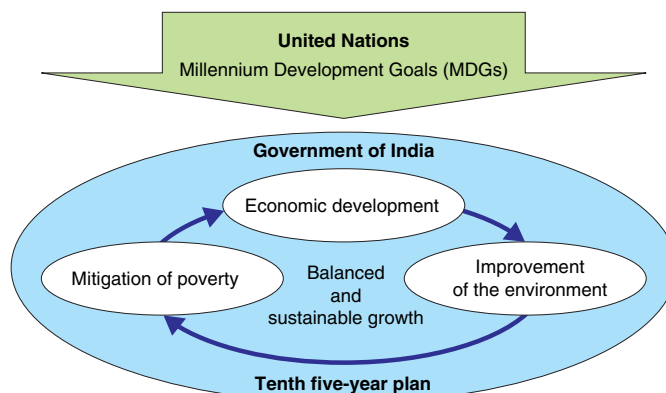 United Nations
Millennium Development Goals (MDGs)
Government of India
Economic development
Mitigation of poverty
Balanced
and
sustainable growth
Improvement
of the environment
Tenth five-year plan